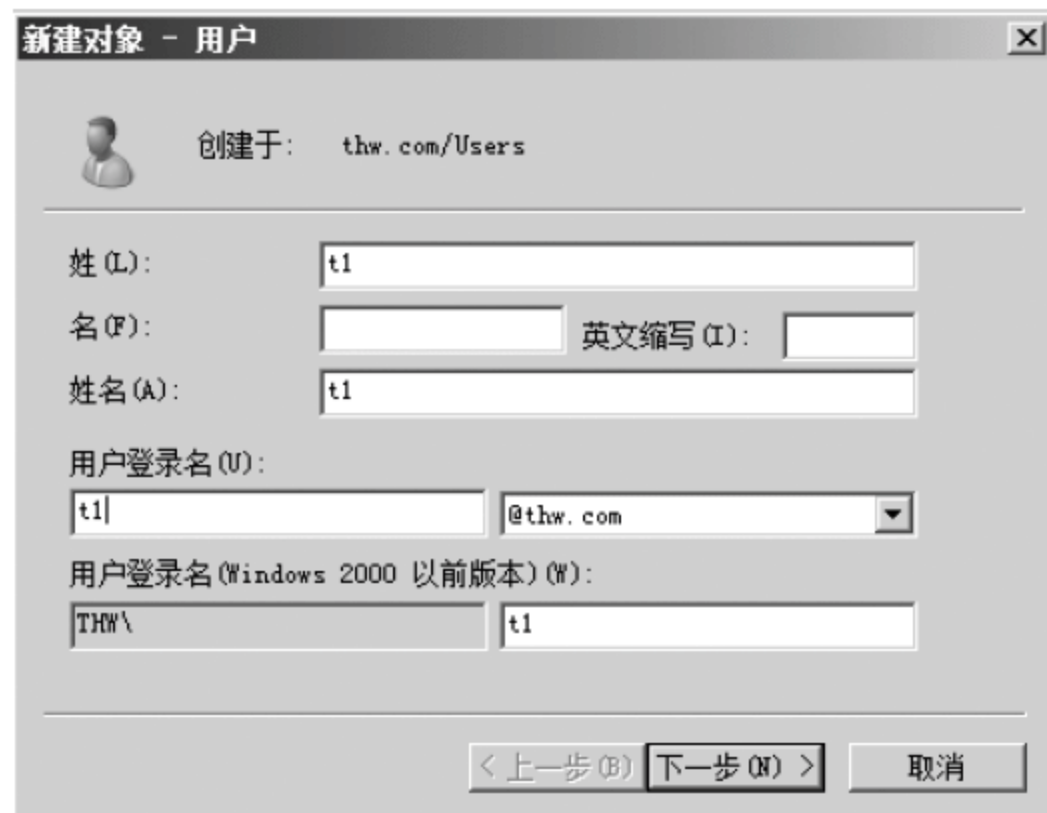 新建对象 - 用户
创建于: thw.com/Users
姓(L): t1
名(F): 英文缩写(I):
姓名(A): t1
用户登录名(U):
t1 @thw.com
用户登录名(Windows 2000 以前版本)(W):
THW\ t1
< 上一步(B) 下一步(N) > 取消